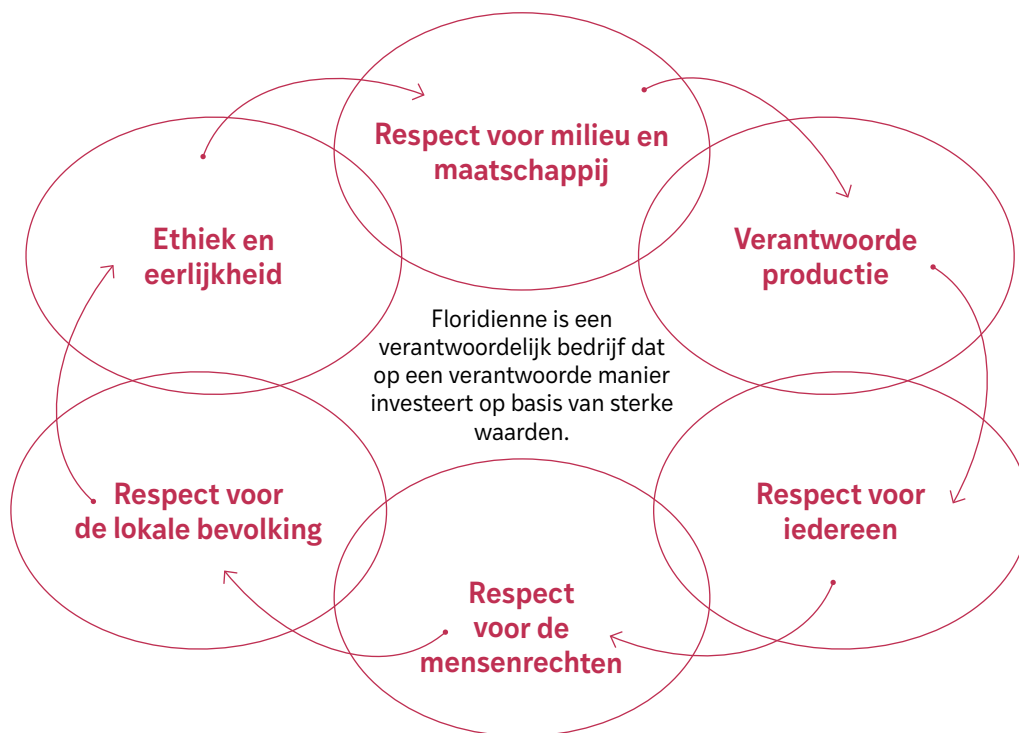 Respect voor milieu en
maatschappij
Ethiek en
eerlijkheid
Verantwoorde
productie
Floridienne is een
verantwoordelijk bedrijf dat
op een verantwoorde manier
investeert op basis van sterke
waarden.
Respect voor
de lokale bevolking
Respect voor
iedereen
Respect
voor de
mensenrechten